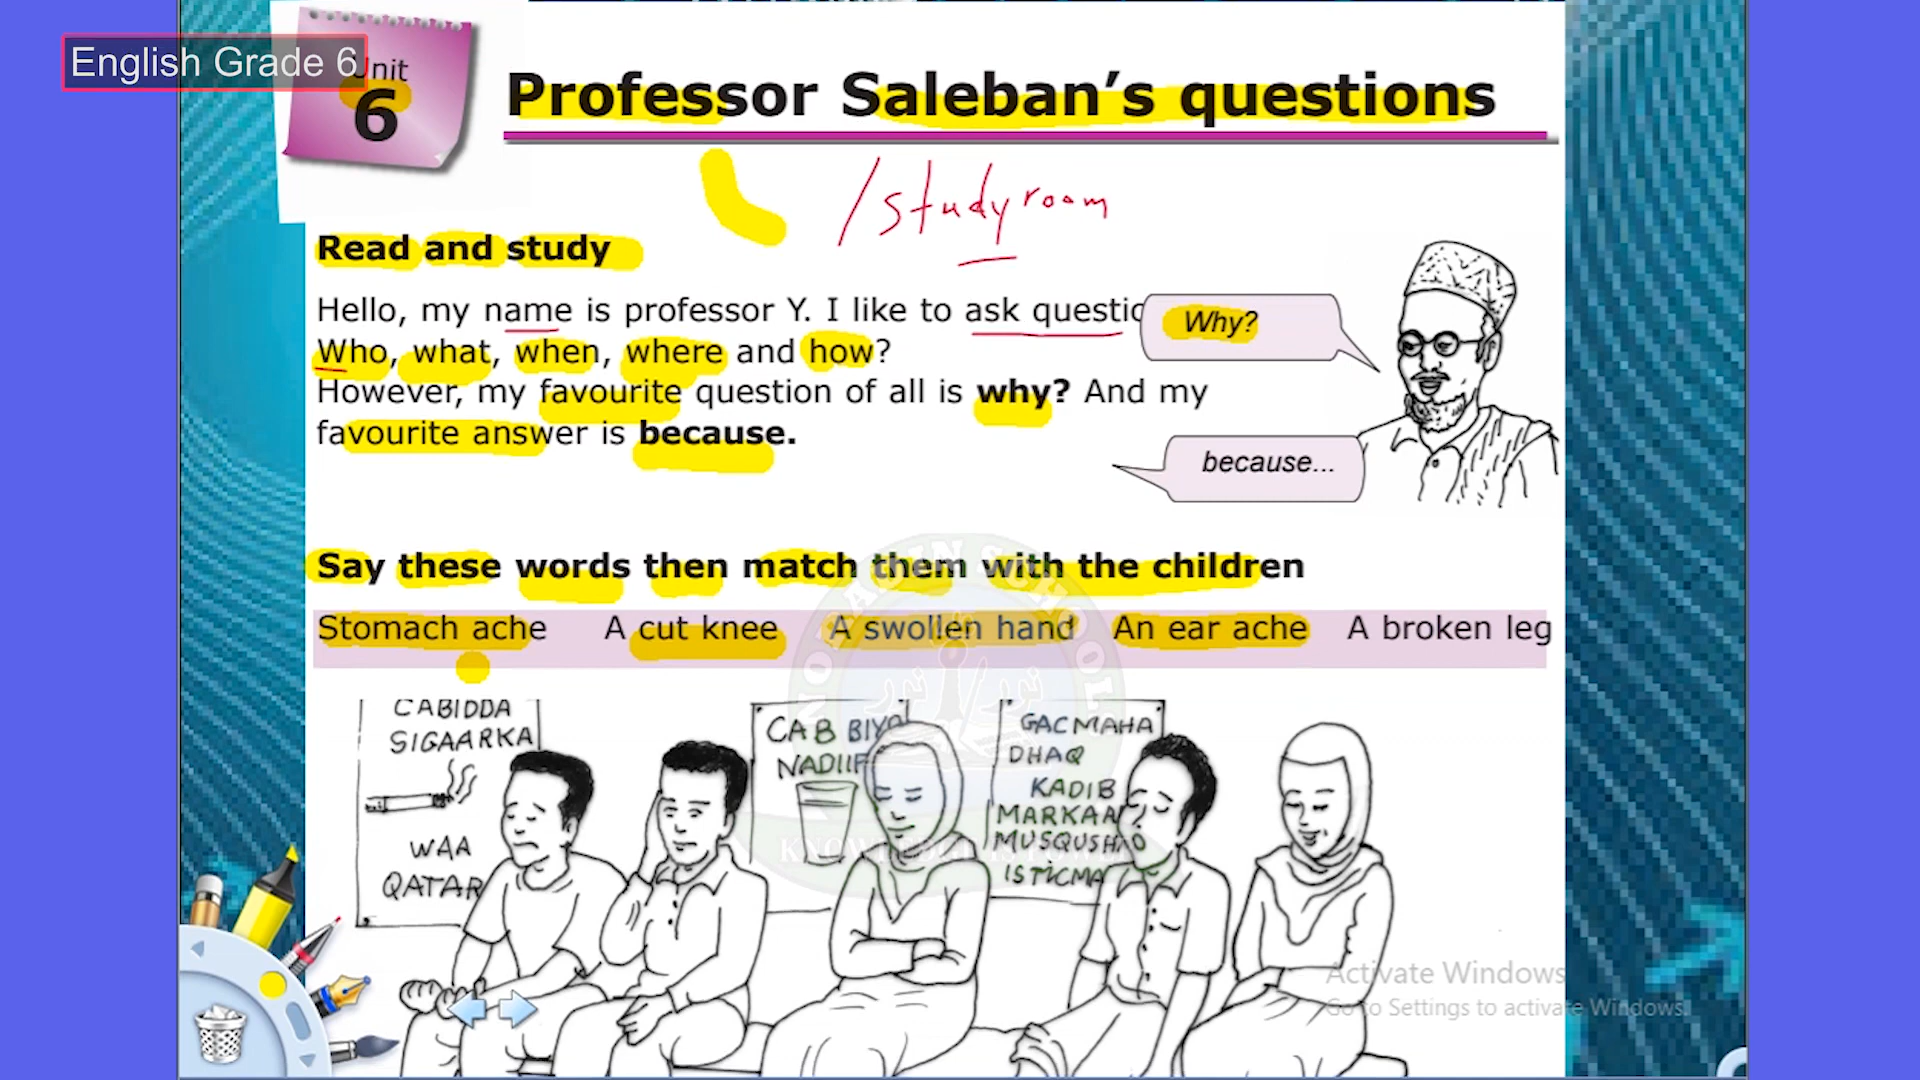 English Grade 6
Unit
6
Professor Saleban's questions
/study room
Read and study
Hello, my name is professor Y. I like to ask questio
Why?
Who, what, when, where and how?
However, my favourite question of all is why? And my
favourite answer is because.
because...
Say these words then match them with the children
Stomach ache A cut knee A swollen hand An ear ache A broken leg
CABIDDA
SIGAARKA
WAA
QATAR
CAB BIYO
NADIIF
GACMAHA
DHAQ
KADIB
MARKAA
MUSQUSHA
ISTICMA
KNOWLEDGE IS POWER
Activate Windows
Go to Settings to activate Windows.